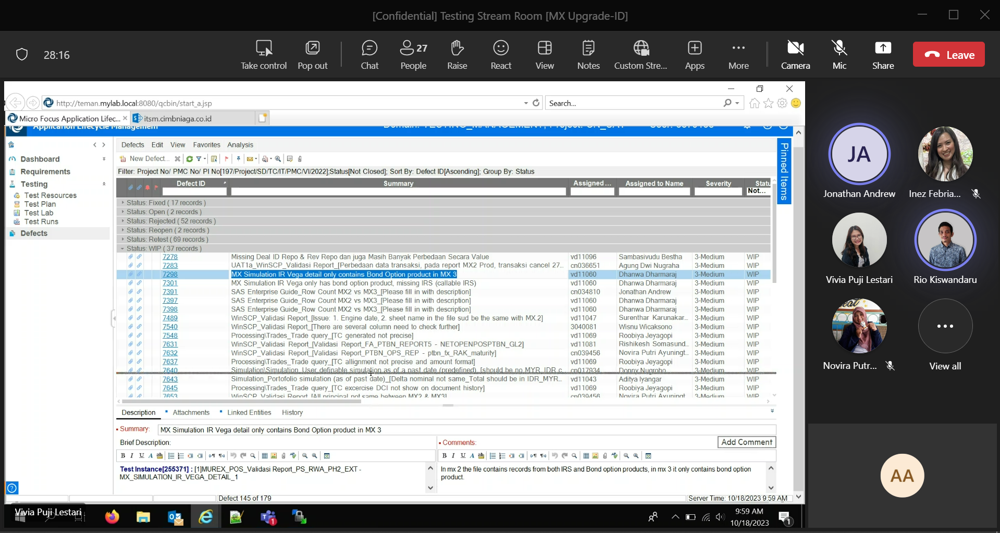 [Confidential] Testing Stream Room [MX Upgrade-ID]
28:16
Take control Pop out Chat People 27 Raise React View Notes Custom Stre... Apps More Camera Mic Share Leave
http://teman.mylab.local:8080/qcbin/start_a.jsp Search...
Micro Focus Application Lifec... itsm.cimbniaga.co.id
Application Lifecycle Management
Defects Edit View Favorites Analysis
New Defect...
Filter: Project No/ PMC No/ PI No[197/Project/SD/TC/IT/PMC/VI/2022];Status[Not Closed]; Sort By: Defect ID[Ascending]; Group By: Status
Dashboard
Requirements
Testing
Test Resources
Test Plan
Test Lab
Test Runs
Defects
Pinned Items
Defect ID Summary Assigned ... Assigned to Name Severity Statu
Not...
Status: Fixed ( 17 records )
Status: Open ( 2 records )
Status: Rejected ( 52 records )
Status: Reopen ( 2 records )
Status: Retest ( 69 records )
Status: WIP ( 37 records )
7278 Missing Deal ID Repo & Rev Repo dan juga Masih Banyak Perbedaan Secara Value vd11096 Sambasivudu Bestha 3-Medium WIP
7283 UAT1a_WinSCP_Validasi Report_[Perbedaan data transaksi, pada report MX2 Prod, transaksi cancel 27... cn036651 Agung Dwi Nugraha 3-Medium WIP
7298 MX Simulation IR Vega detail only contains Bond Option product in MX 3 vd11060 Dhanwa Dharmaraj 3-Medium WIP
7301 MX Simulation IR Vega only has bond option product, missing IRS (callable IRS) vd11060 Dhanwa Dharmaraj 3-Medium WIP
7391 SAS Enterprise Guide_Row Count MX2 vs MX3_[Please fill in with description] cn034810 Jonathan Andrew 3-Medium WIP
7397 SAS Enterprise Guide_Row Count MX2 vs MX3_[Please fill in with description] vd11060 Dhanwa Dharmaraj 3-Medium WIP
7398 SAS Enterprise Guide_Row Count MX2 vs MX3_[Please fill in with description] vd11060 Dhanwa Dharmaraj 3-Medium WIP
7489 WinSCP_Validasi Report_[Issue: 1. Engine date, 2. sheet name in the file sud be the same with MX.2] vd11047 Surenthar Karunakar... 3-Medium WIP
7540 WinSCP_Validasi Report_[There are several column need to check further] 3040081 Wisnu Wicaksono 3-Medium WIP
7548 Processing\Trades_Trade query_[TC generated not precise] vd11069 Roobiya Jeyagopi 3-Medium WIP
7631 WinSCP_Validasi Report_[Validasi Report_FA_PTBN_REPORT5 - NETOPENPOSPTBN_GL2] vd11081 Rishikesh Somasund... 3-Medium WIP
7632 WinSCP_Validasi Report_[Validasi Report_PTBN_OPS_REP - ptbn_fx_RAK_maturity] cn039456 Novira Putri Ayuningt... 3-Medium WIP
7637 Processing\Trades_Trade query_[TC allignment not precise and amount format] vd11069 Roobiya Jeyagopi 3-Medium WIP
7640 Simulation\Simulation_User definable simulation as of a past date (predefined)_[should be no MYR_IDR c... cn017934 Donny Nugroho 3-Medium WIP
7643 Simulation_Portofolio simulation (as of past date)_[Delta nominal not same_Total should be in IDR_MYR... vd11043 Aditya Iyangar 3-Medium WIP
7645 Processing\Trades_Trade query_[TC excercise DCI not show on document history] vd11069 Roobiya Jeyagopi 3-Medium WIP
7653 WinSCP_Validasi Report_[All principal not same between MX2 & MX3] cn039456 Novira Putri Ayuningt... 3-Medium WIP
Description Attachments Linked Entities History
Summary: MX Simulation IR Vega detail only contains Bond Option product in MX 3
Brief Description:
Comments: Add Comment
Test Instance[255371] : [1]MUREX_POS_Validasi Report_PS_RWA_PH2_EXT -
MX_SIMULATION_IR_VEGA_DETAIL_1
In mx 2 the file contains records from both IRS and Bond option products, in mx 3 it only contains bond option
product.
Defect 145 of 179
Server Time: 10/18/2023 9:59 AM
Vivia Puji Lestari
9:59 AM
10/18/2023
1
1
JA
Jonathan Andrew
Inez Febria...
Vivia Puji Lestari
Rio Kiswandaru
Novira Putr...
View all
AA